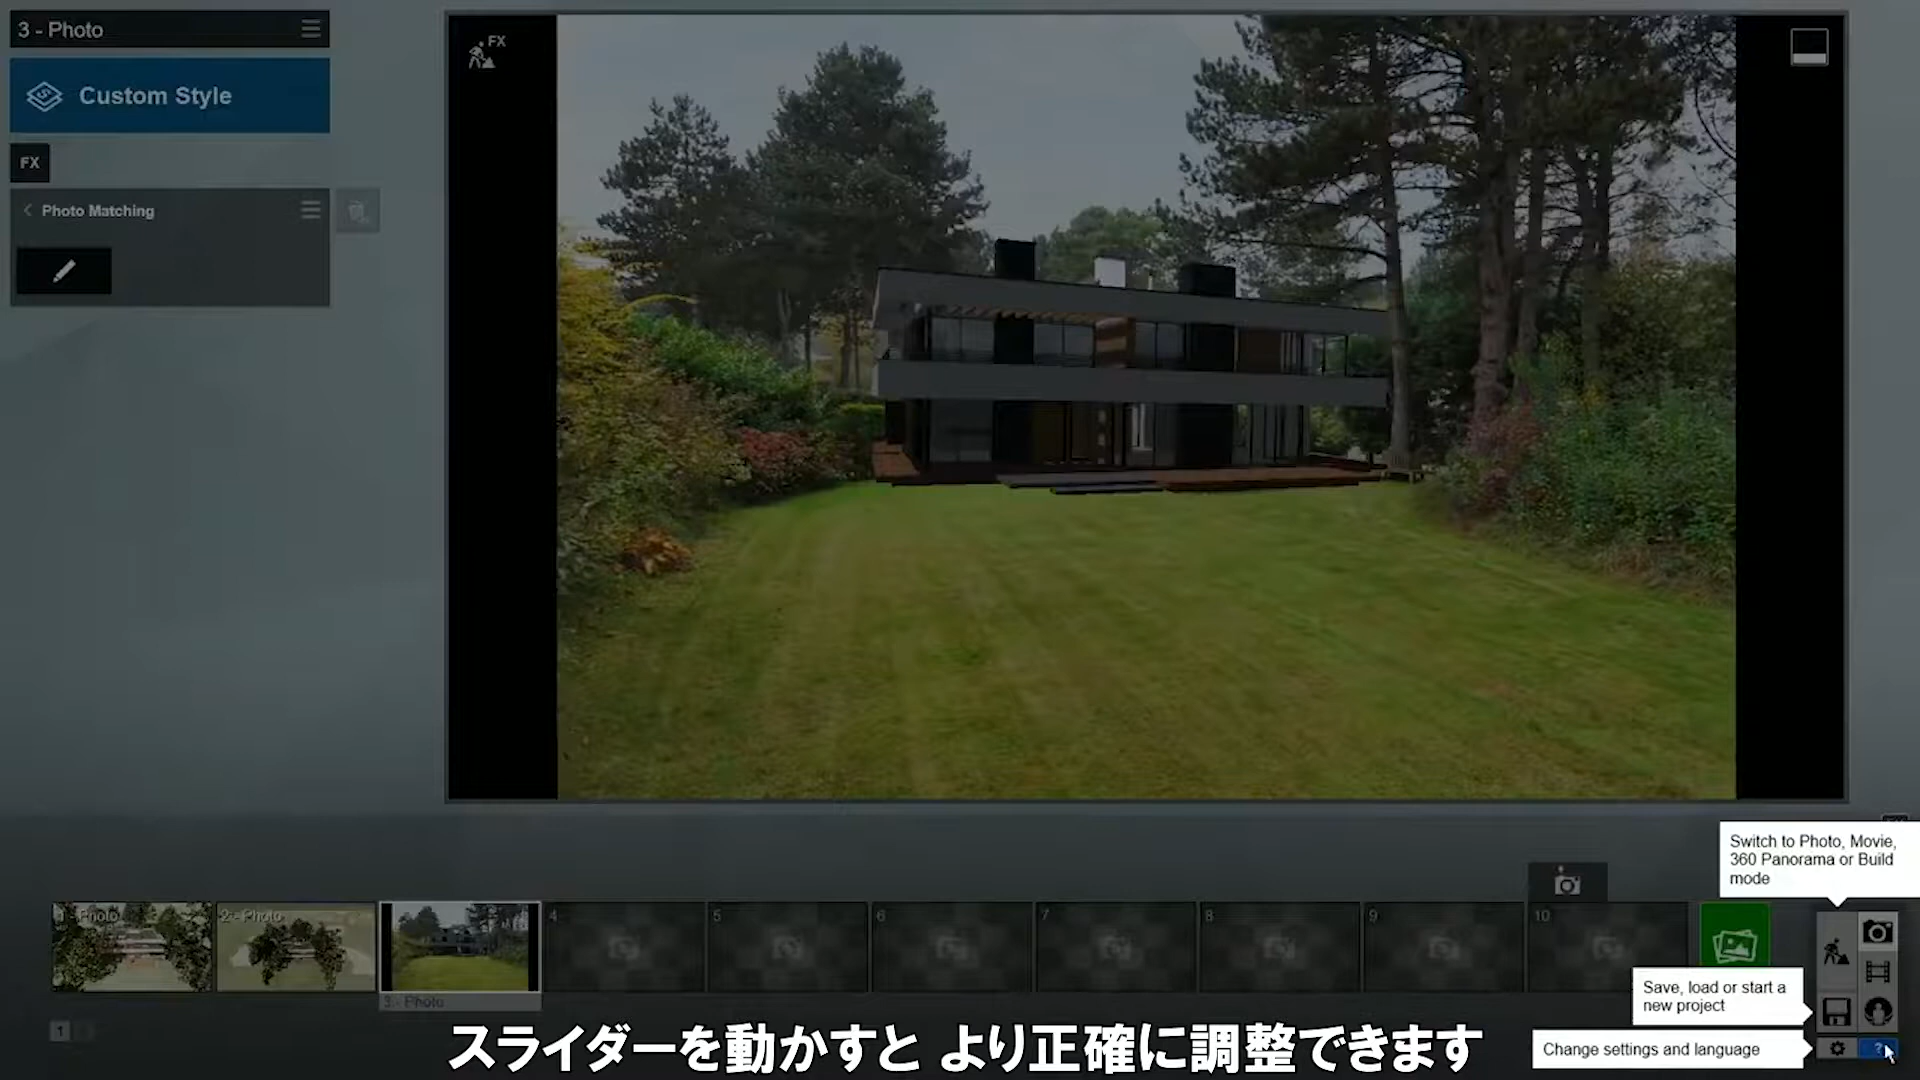 3 - Photo
FX
Custom Style
FX
Photo Matching
Switch to Photo, Movie,
360 Panorama or Build
mode
1 - Photo
2 - Photo
4
5
6
7
8
9
10
3 - Photo
Save, load or start a
new project
1
スライダーを動かすと より正確に調整できます
Change settings and language
?